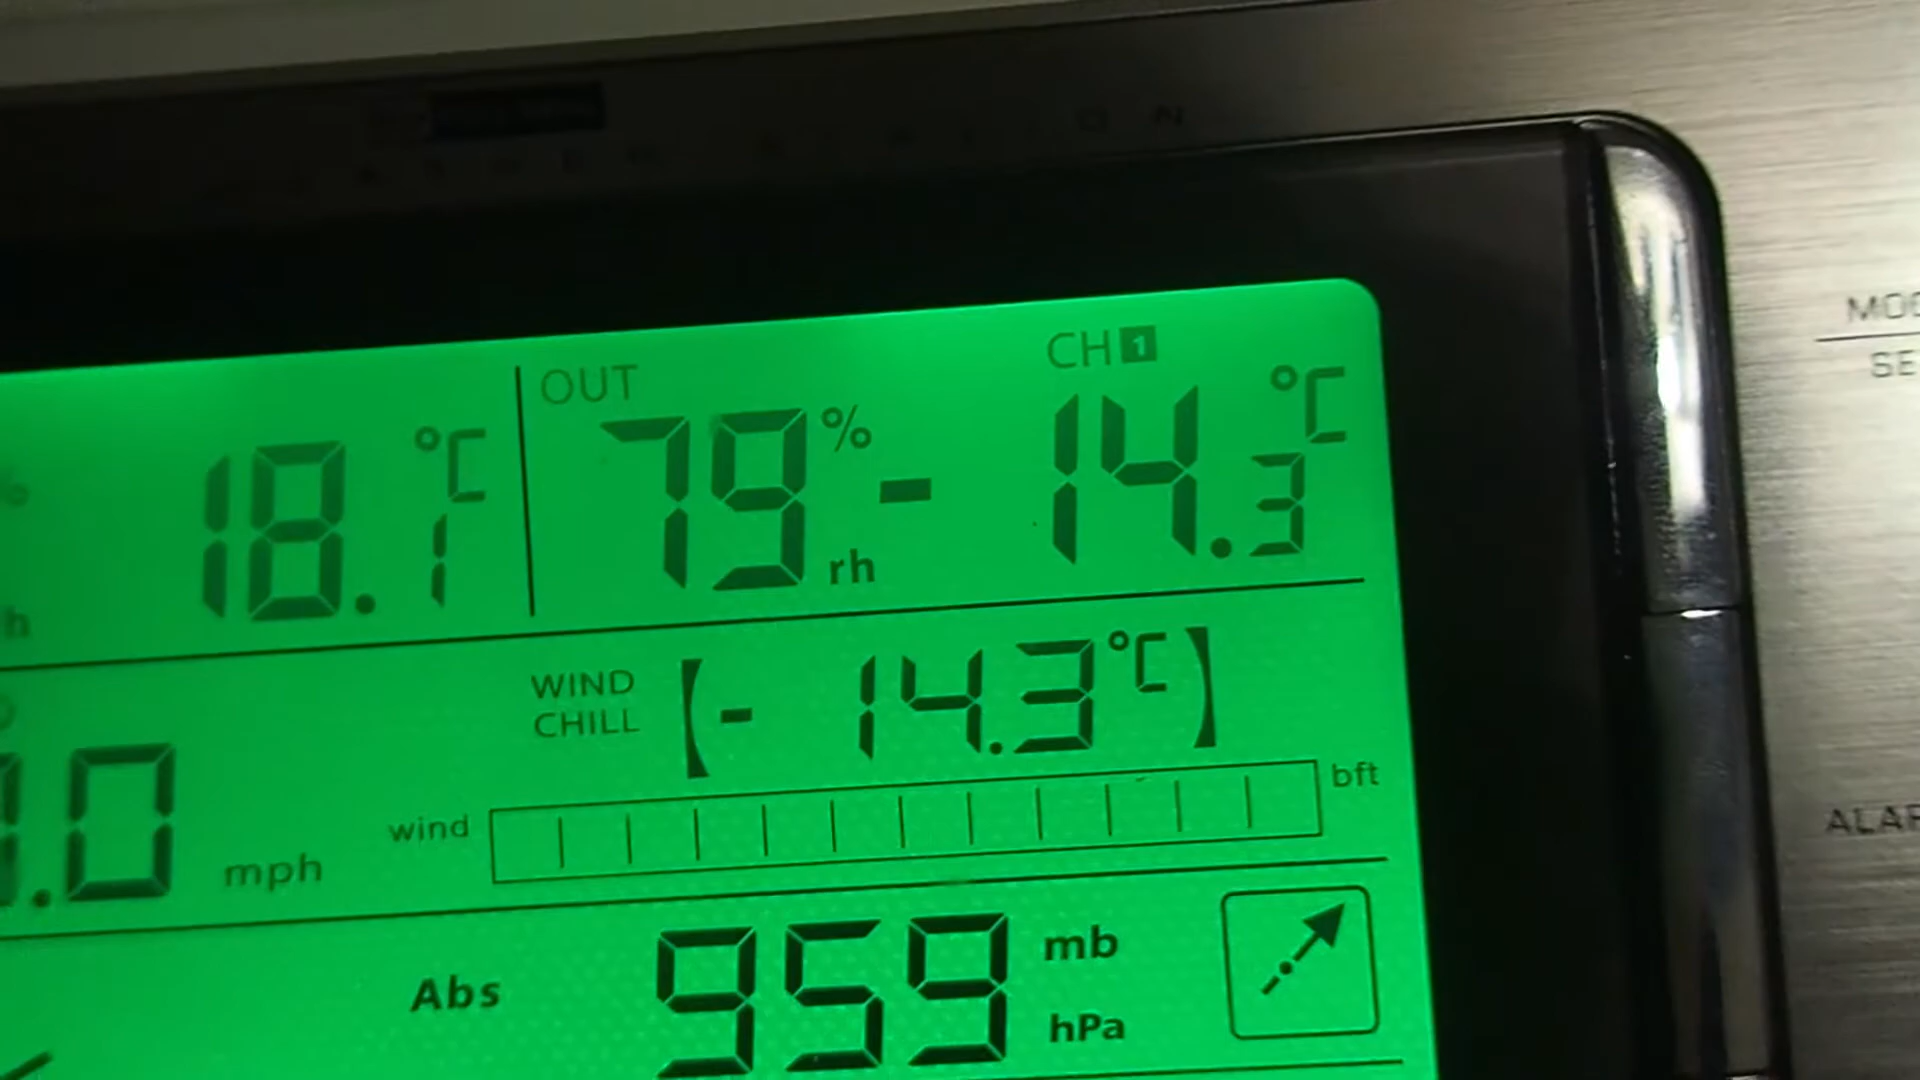 OUT CH 1
18.1 °C 79 % rh - 14.3 °C
WIND CHILL [- 14.3 °C]
.0 mph wind bft
Abs 959 mb hPa